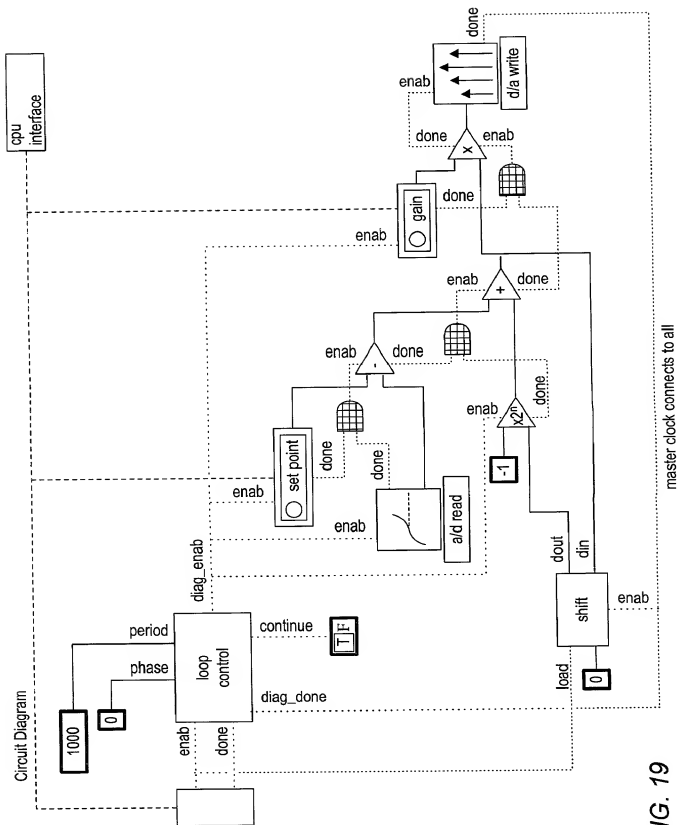 Circuit Diagram
cpu
interface
1000
0
phase
period
enab
done
loop
control
diag_enab
continue
TF
diag_done
enab
set point
done
enab
a/d read
done
enab
-
done
enab
gain
done
-1
enab
x2ⁿ
done
enab
+
done
done
x
enab
enab
done
d/a write
load
0
shift
dout
din
enab
master clock connects to all
IG. 19